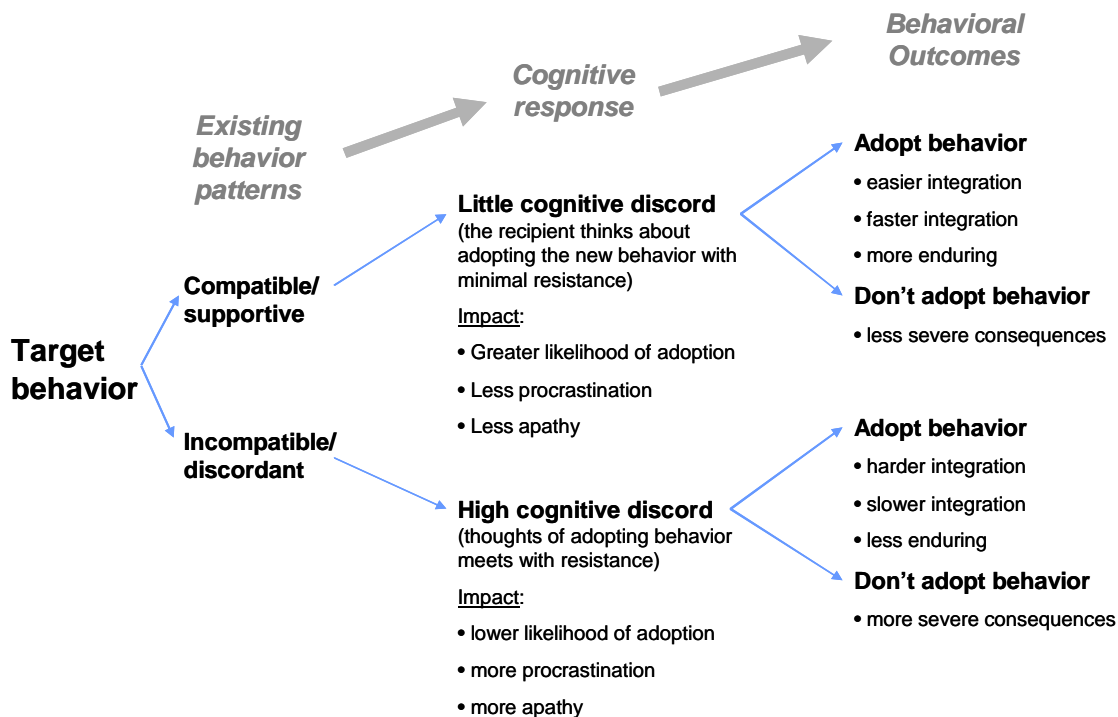 Behavioral
Outcomes
Cognitive
response
Existing
behavior
patterns
Target
behavior
Compatible/
supportive
Incompatible/
discordant
Little cognitive discord
(the recipient thinks about
adopting the new behavior with
minimal resistance)
Impact:
• Greater likelihood of adoption
• Less procrastination
• Less apathy
High cognitive discord
(thoughts of adopting behavior
meets with resistance)
Impact:
• lower likelihood of adoption
• more procrastination
• more apathy
Adopt behavior
• easier integration
• faster integration
• more enduring
Don't adopt behavior
• less severe consequences
Adopt behavior
• harder integration
• slower integration
• less enduring
Don't adopt behavior
• more severe consequences